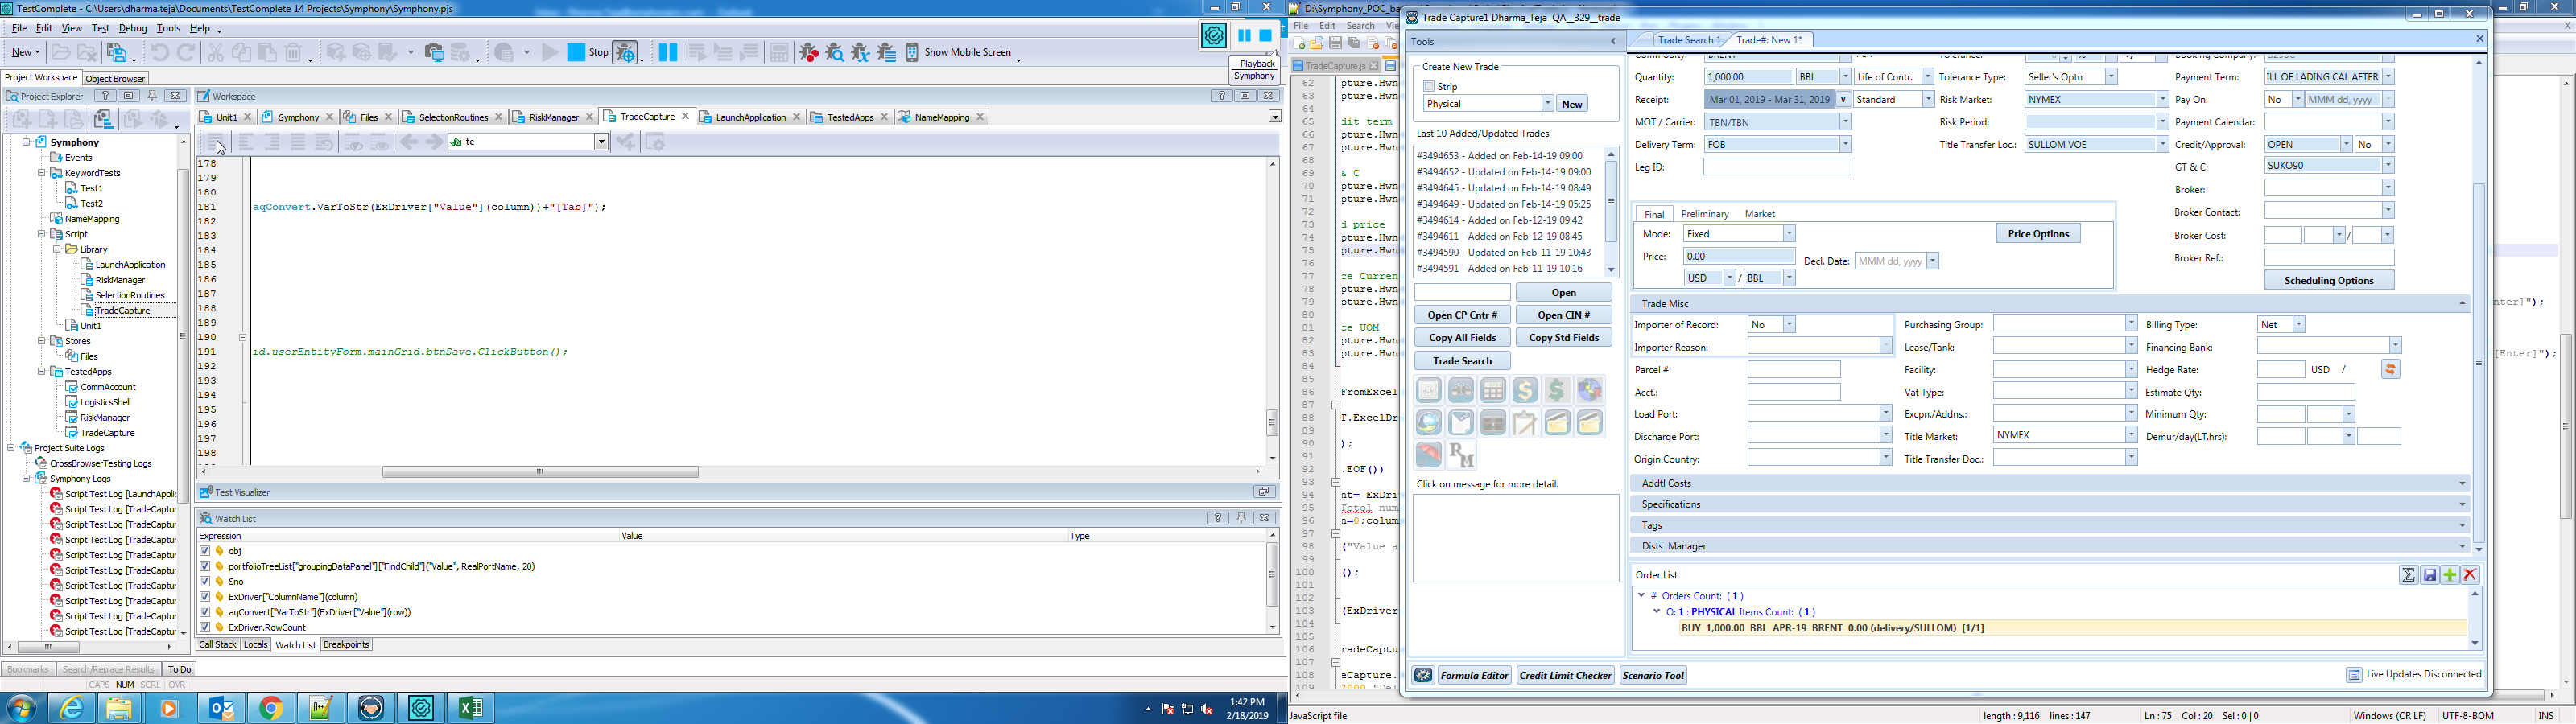 TestComplete - C:\Users\dharma.teja\Documents\TestComplete 14 Projects\Symphony\Symphony.pjs
File Edit View Test Debug Tools Help
New Stop Show Mobile Screen
Playback
Symphony
Project Workspace Object Browser
Project Explorer
Symphony
Events
KeywordTests
Test1
Test2
NameMapping
Script
Library
LaunchApplication
RiskManager
SelectionRoutines
TradeCapture
Unit1
Stores
Files
TestedApps
CommAccount
LogisticsShell
RiskManager
TradeCapture
Project Suite Logs
CrossBrowserTesting Logs
Symphony Logs
Script Test Log [LaunchApplic
Script Test Log [TradeCaptur
Script Test Log [TradeCaptur
Script Test Log [TradeCaptur
Script Test Log [TradeCaptur
Script Test Log [TradeCaptur
Script Test Log [TradeCaptur
Script Test Log [TradeCaptur
Script Test Log [TradeCaptur
Script Test Log [TradeCaptur
Workspace
Unit1 Symphony Files SelectionRoutines RiskManager TradeCapture LaunchApplication TestedApps NameMapping
te
178
179
180
181 aqConvert.VarToStr(ExDriver["Value"](column))+"[Tab]");
182
183
184
185
186
187
188
189
190
191 id.userEntityForm.mainGrid.btnSave.ClickButton();
192
193
194
195
196
197
198
Test Visualizer
Watch List
Expression Value Type
obj
portfolioTreeList["groupingDataPanel"]["FindChild"]("Value", RealPortName, 20)
Sno
ExDriver["ColumnName"](column)
aqConvert["VarToStr"](ExDriver["Value"](row))
ExDriver.RowCount
Call Stack Locals Watch List Breakpoints
Bookmarks Search/Replace Results To Do
CAPS NUM SCRL OVR
1:42 PM
2/18/2019
File Edit Search
TradeCapture.js
62 pture.Hwn
63 pture.Hwn
64
65 dit term
66 pture.Hwn
67 pture.Hwn
68
69 & C
70 pture.Hwn
71 pture.Hwn
72
73 d price
74 pture.Hwn
75 pture.Hwn
76
77 ce Curren
78 pture.Hwn
79 pture.Hwn
80
81 ce UOM
82 pture.Hwn
83 pture.Hwn
84
85
86 FromExcel
87
88 T.ExcelDr
89
90 );
91
92 .EOF())
93
94 nt= ExDri
95 Totol num
96 n=0;colum
97
98 ("Value a
99
100 ();
101
102
103 (ExDriver
104
105
106 radeCaptu
107
108 eCapture.
JavaScript file length : 9,116 lines : 147 Ln : 75 Col : 20 Sel : 0 | 0 Windows (CR LF) UTF-8-BOM INS
Trade Capture1 Dharma_Teja QA__329__trade
Tools
Create New Trade
Strip
Physical New
Last 10 Added/Updated Trades
#3494653 - Added on Feb-14-19 09:00
#3494652 - Updated on Feb-14-19 09:00
#3494645 - Updated on Feb-14-19 08:49
#3494649 - Updated on Feb-14-19 05:25
#3494614 - Added on Feb-12-19 09:42
#3494611 - Added on Feb-12-19 08:45
#3494590 - Updated on Feb-11-19 10:43
#3494591 - Added on Feb-11-19 10:16
Open
Open CP Cntr # Open CIN #
Copy All Fields Copy Std Fields
Trade Search
RM
Click on message for more detail.
Trade Search 1 Trade#: New 1*
Quantity: 1,000.00 BBL Life of Contr. Tolerance Type: Seller's Optn Payment Term: ILL OF LADING CAL AFTER
Receipt: Mar 01, 2019 - Mar 31, 2019 v Standard Risk Market: NYMEX Pay On: No MMM dd, yyyy
MOT / Carrier: TBN/TBN Risk Period: Payment Calendar:
Delivery Term: FOB Title Transfer Loc.: SULLOM VOE Credit/Approval: OPEN No
Leg ID: GT & C: SUKO90
Broker:
Broker Contact:
Broker Cost: /
Broker Ref.:
Scheduling Options
Final Preliminary Market
Mode: Fixed Price Options
Price: 0.00 Decl. Date: MMM dd, yyyy
USD / BBL
Trade Misc
Importer of Record: No Purchasing Group: Billing Type: Net
Importer Reason: Lease/Tank: Financing Bank:
Parcel #: Facility: Hedge Rate: USD /
Acct.: Vat Type: Estimate Qty:
Load Port: Excpn./Addns.: Minimum Qty:
Discharge Port: Title Market: NYMEX Demur/day(LT.hrs):
Origin Country: Title Transfer Doc.:
Addtl Costs
Specifications
Tags
Dists Manager
Order List
# Orders Count: ( 1 )
O: 1 : PHYSICAL Items Count: ( 1 )
BUY 1,000.00 BBL APR-19 BRENT 0.00 (delivery/SULLOM) [1/1]
Formula Editor Credit Limit Checker Scenario Tool Live Updates Disconnected
nter]");
[Enter]");